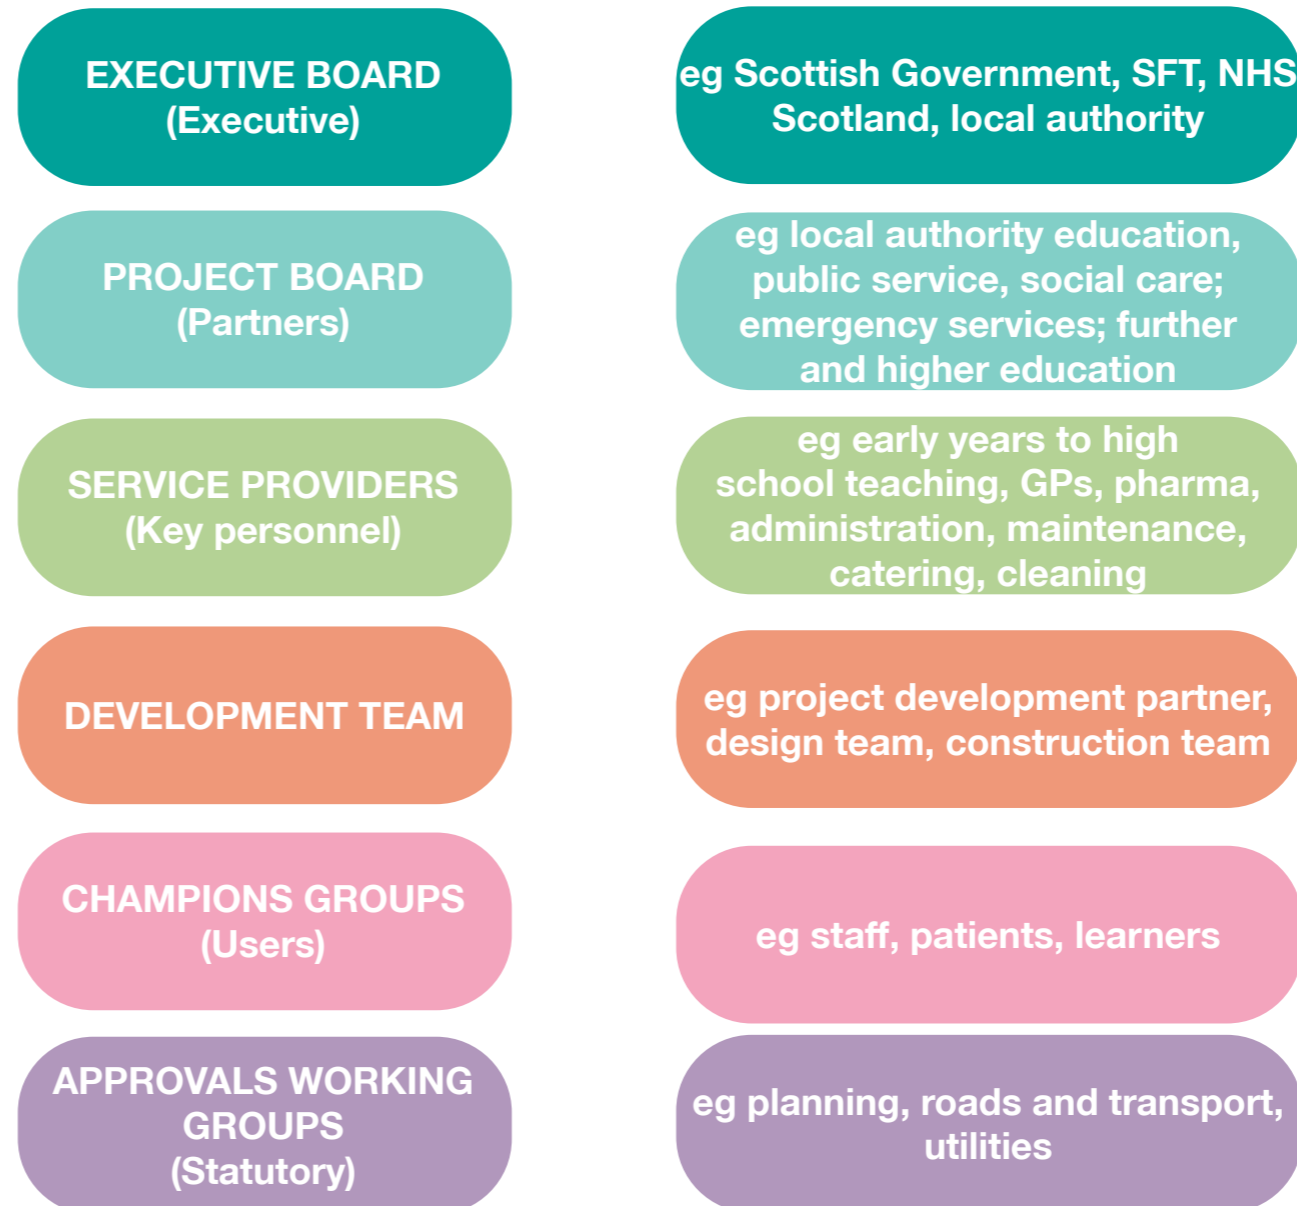 EXECUTIVE BOARD
(Executive)
eg Scottish Government, SFT, NHS
Scotland, local authority
PROJECT BOARD
(Partners)
eg local authority education,
public service, social care;
emergency services; further
and higher education
SERVICE PROVIDERS
(Key personnel)
eg early years to high
school teaching, GPs, pharma,
administration, maintenance,
catering, cleaning
DEVELOPMENT TEAM
eg project development partner,
design team, construction team
CHAMPIONS GROUPS
(Users)
eg staff, patients, learners
APPROVALS WORKING
GROUPS
(Statutory)
eg planning, roads and transport,
utilities